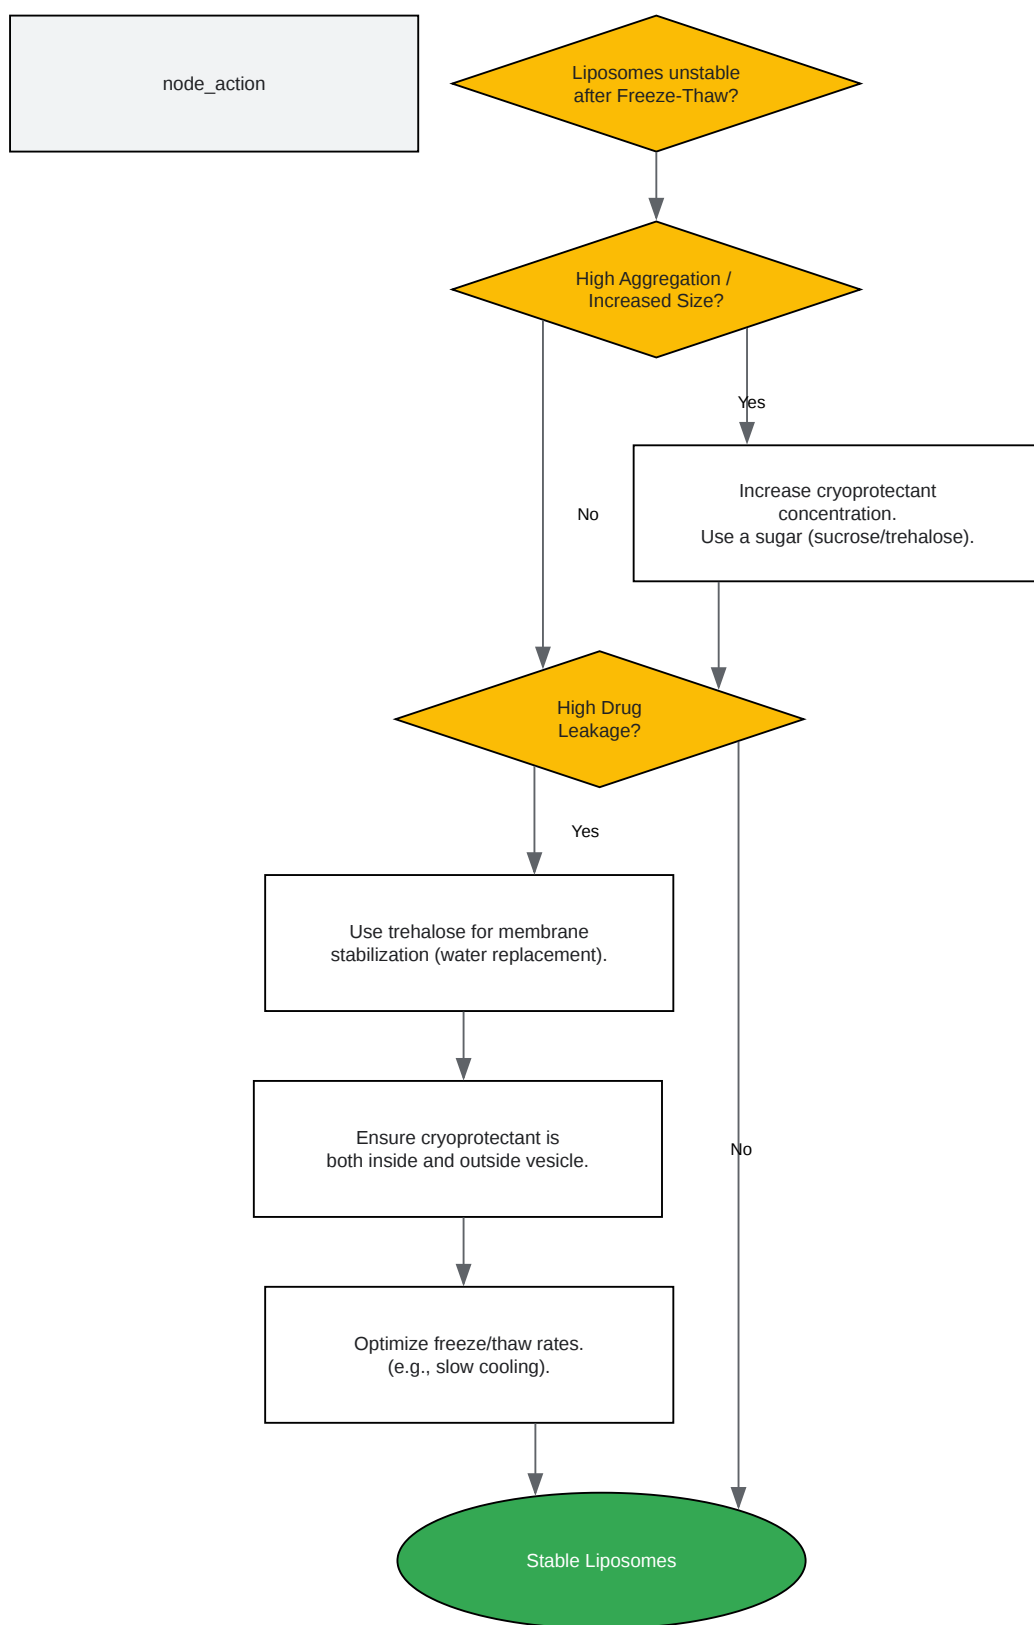 node_action
Liposomes unstable
after Freeze-Thaw?
High Aggregation /
Increased Size?
Yes
Increase cryoprotectant
concentration.
Use a sugar (sucrose/trehalose).
No
High Drug
Leakage?
Yes
Use trehalose for membrane
stabilization (water replacement).
Ensure cryoprotectant is
both inside and outside vesicle.
No
Optimize freeze/thaw rates.
(e.g., slow cooling).
Stable Liposomes